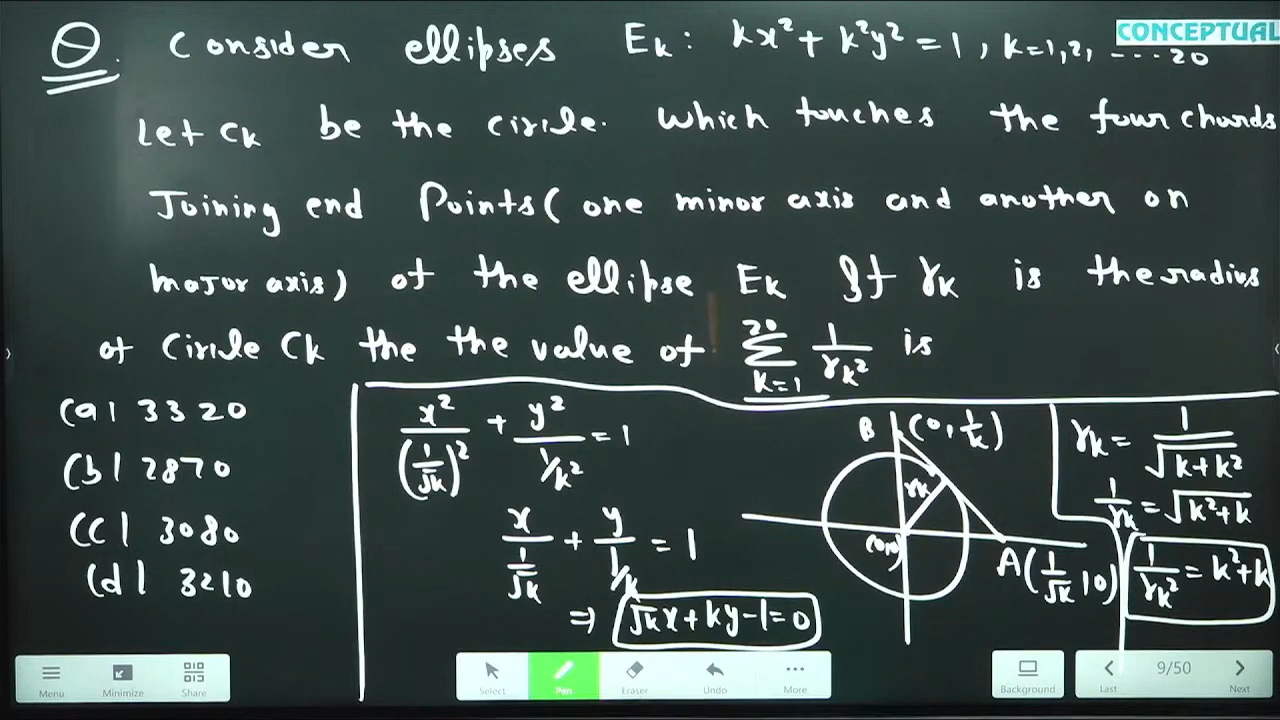 CONCEPTUAL
Q. Consider ellipses Eₖ : kx² + k²y² = 1, k=1,2, ....20
Let Cₖ be the cirlle. which touches the four chords
Joining end Points ( one minor axis and another on
major axis) of the ellipse Eₖ If rₖ is the radius
of Cirlle Cₖ the the value of ∑_{k=1}^{20} 1/rₖ² is
(a) 3320
(b) 2870
(c) 3080
(d) 3210
x²/(1/√k)² + y²/(1/k²) = 1
x/(1/√k) + y/(1/k) = 1
⇒ √k x + ky - 1 = 0
B (0, 1/k)
rₖ
(0,0)
A (1/√k, 0)
rₖ = 1/√(k+k²)
1/rₖ = √(k²+k)
1/rₖ² = k²+k
Menu
Minimize
Share
Select
Pen
Eraser
Undo
More
Background
Last
9/50
Next